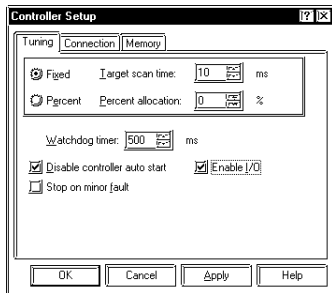 Controller Setup
Tuning Connection Memory
Fixed Target scan time: 10 ms
Percent Percent allocation: 0 %
Watchdog timer: 500 ms
Disable controller auto start Enable I/O
Stop on minor fault
OK Cancel Apply Help